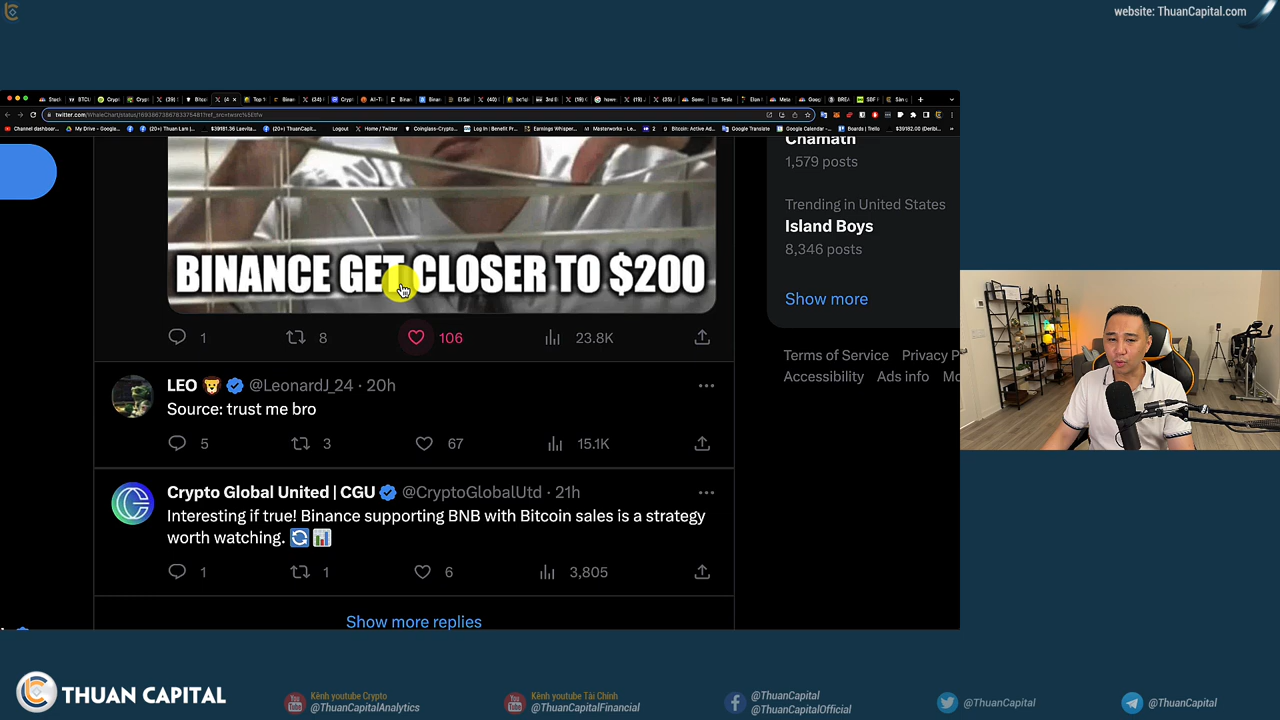 website: ThuanCapital.com
Chamath
1,579 posts
Trending in United States
Island Boys
8,346 posts
Show more
Terms of Service Privacy P
Accessibility Ads info Mo
BINANCE GET CLOSER TO $200
1 8 106 23.8K
LEO @LeonardJ_24 · 20h
Source: trust me bro
5 3 67 15.1K
Crypto Global United | CGU @CryptoGlobalUtd · 21h
Interesting if true! Binance supporting BNB with Bitcoin sales is a strategy
worth watching.
1 1 6 3,805
Show more replies
THUAN CAPITAL
Kênh youtube Crypto
@ThuanCapitalAnalytics
Kênh youtube Tài Chính
@ThuanCapitalFinancial
@ThuanCapital
@ThuanCapitalOfficial
@ThuanCapital
@ThuanCapital